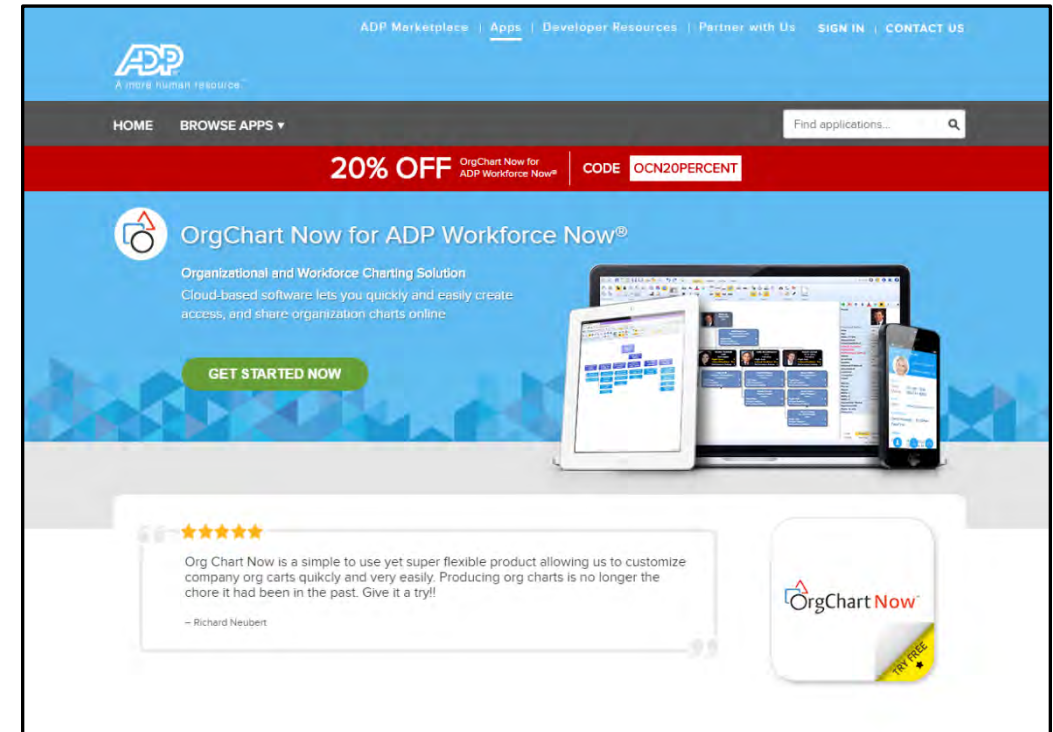 ADP Marketplace | Apps | Developer Resources | Partner with Us SIGN IN | CONTACT US
ADP
A more human resource.™
HOME BROWSE APPS ▾
Find applications...
20% OFF
OrgChart Now for
ADP Workforce Now®
CODE OCN20PERCENT
OrgChart Now for ADP Workforce Now®
Organizational and Workforce Charting Solution
Cloud-based software lets you quickly and easily create
access, and share organization charts online
GET STARTED NOW
Org Chart Now is a simple to use yet super flexible product allowing us to customize
company org carts quikcly and very easily. Producing org charts is no longer the
chore it had been in the past. Give it a try!!
– Richard Neubert
OrgChart Now™
TRY FREE